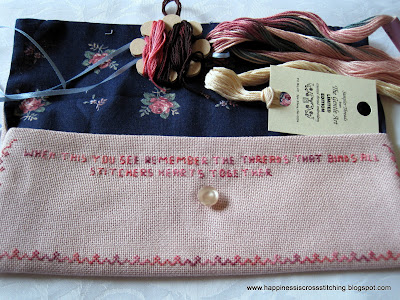 WHEN THIS YOU SEE REMEMBER THE THREADS THAT BINDS ALL
STITCHERS HEARTS TOGETHER
www.happinessiscrossstitching.blogspot.com